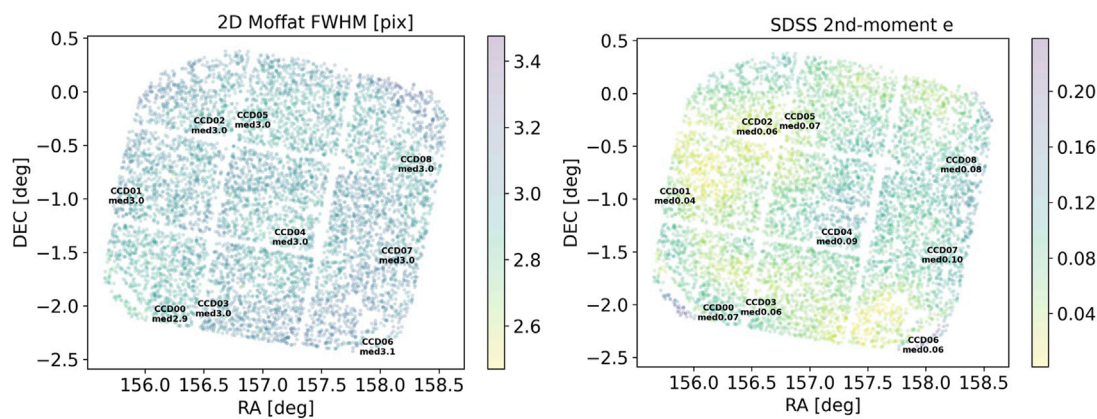 2D Moffat FWHM [pix]
0.5
0.0
−0.5
−1.0
−1.5
−2.0
−2.5
DEC [deg]
CCD02
med3.0
CCD05
med3.0
CCD08
med3.0
CCD01
med3.0
CCD04
med3.0
CCD07
med3.0
CCD00
med2.9
CCD03
med3.0
CCD06
med3.1
156.0 156.5 157.0 157.5 158.0 158.5
RA [deg]
3.4
3.2
3.0
2.8
2.6
SDSS 2nd-moment e
0.5
0.0
−0.5
−1.0
−1.5
−2.0
−2.5
DEC [deg]
CCD02
med0.06
CCD05
med0.07
CCD08
med0.08
CCD01
med0.04
CCD04
med0.09
CCD07
med0.10
CCD00
med0.07
CCD03
med0.06
CCD06
med0.06
156.0 156.5 157.0 157.5 158.0 158.5
RA [deg]
0.20
0.16
0.12
0.08
0.04